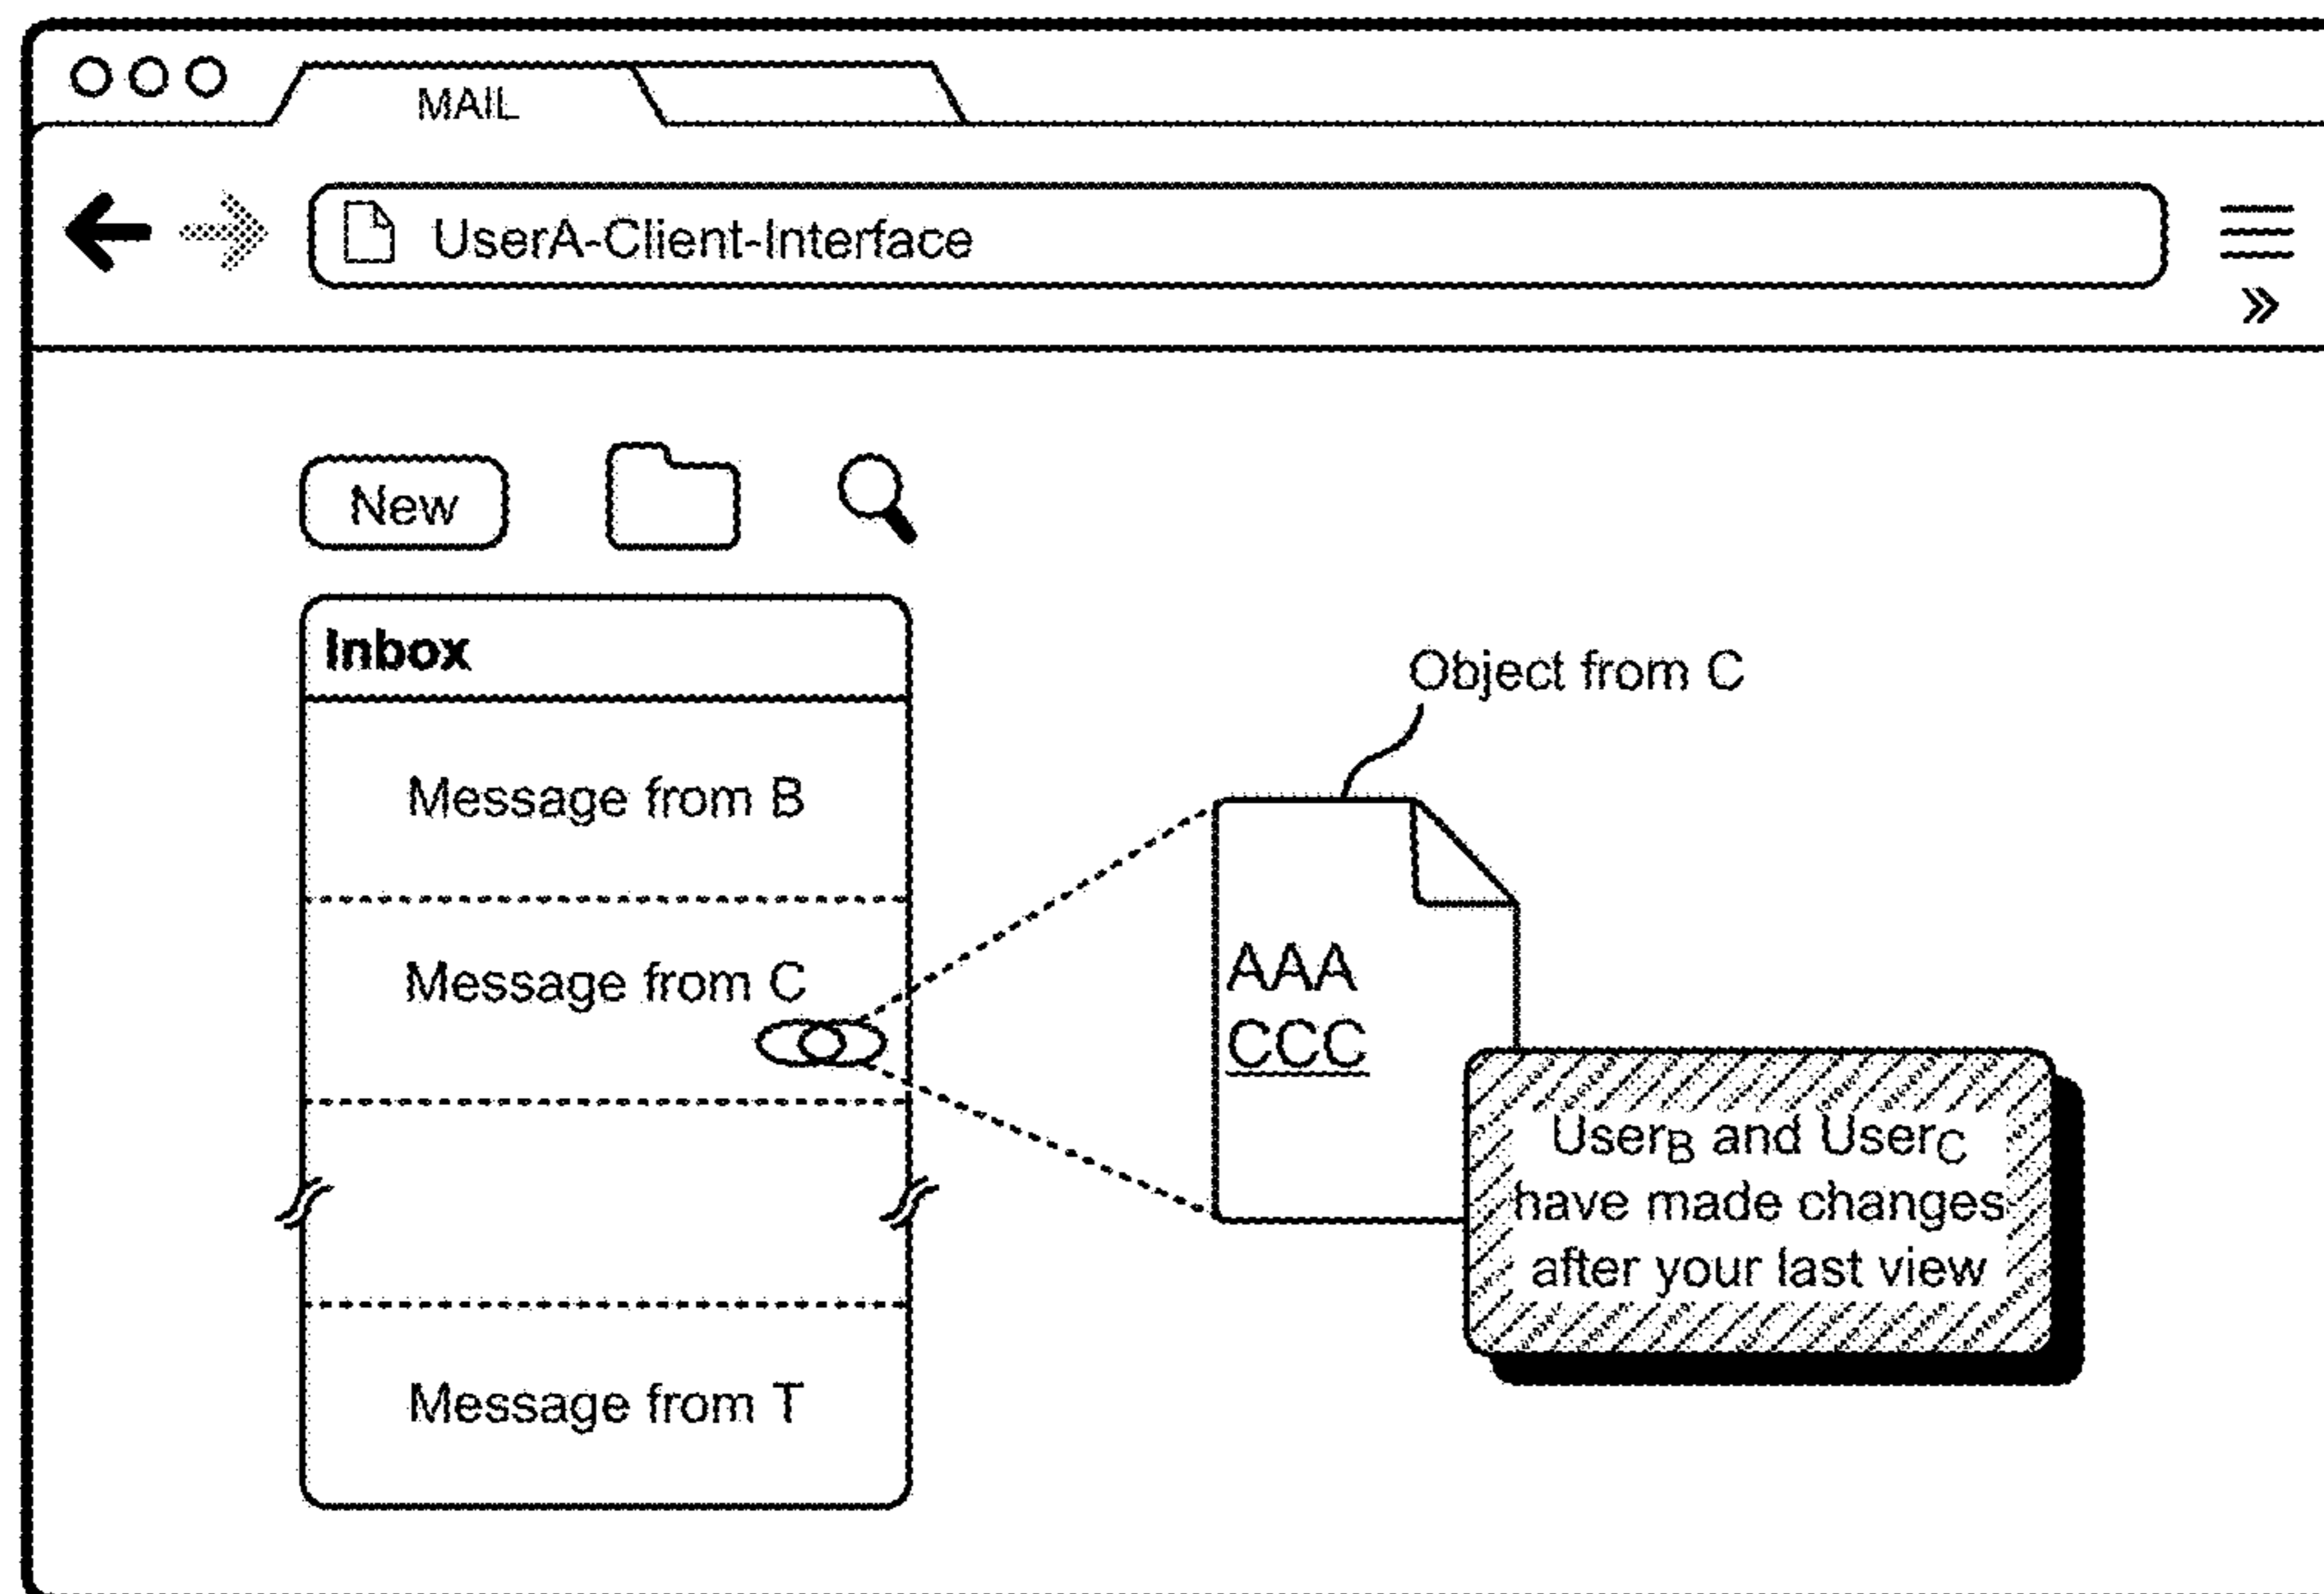 MAIL
UserA-Client-Interface
New
Inbox
Message from B
Message from C
Message from T
Object from C
AAA
CCC
UserB and UserC
have made changes
after your last view